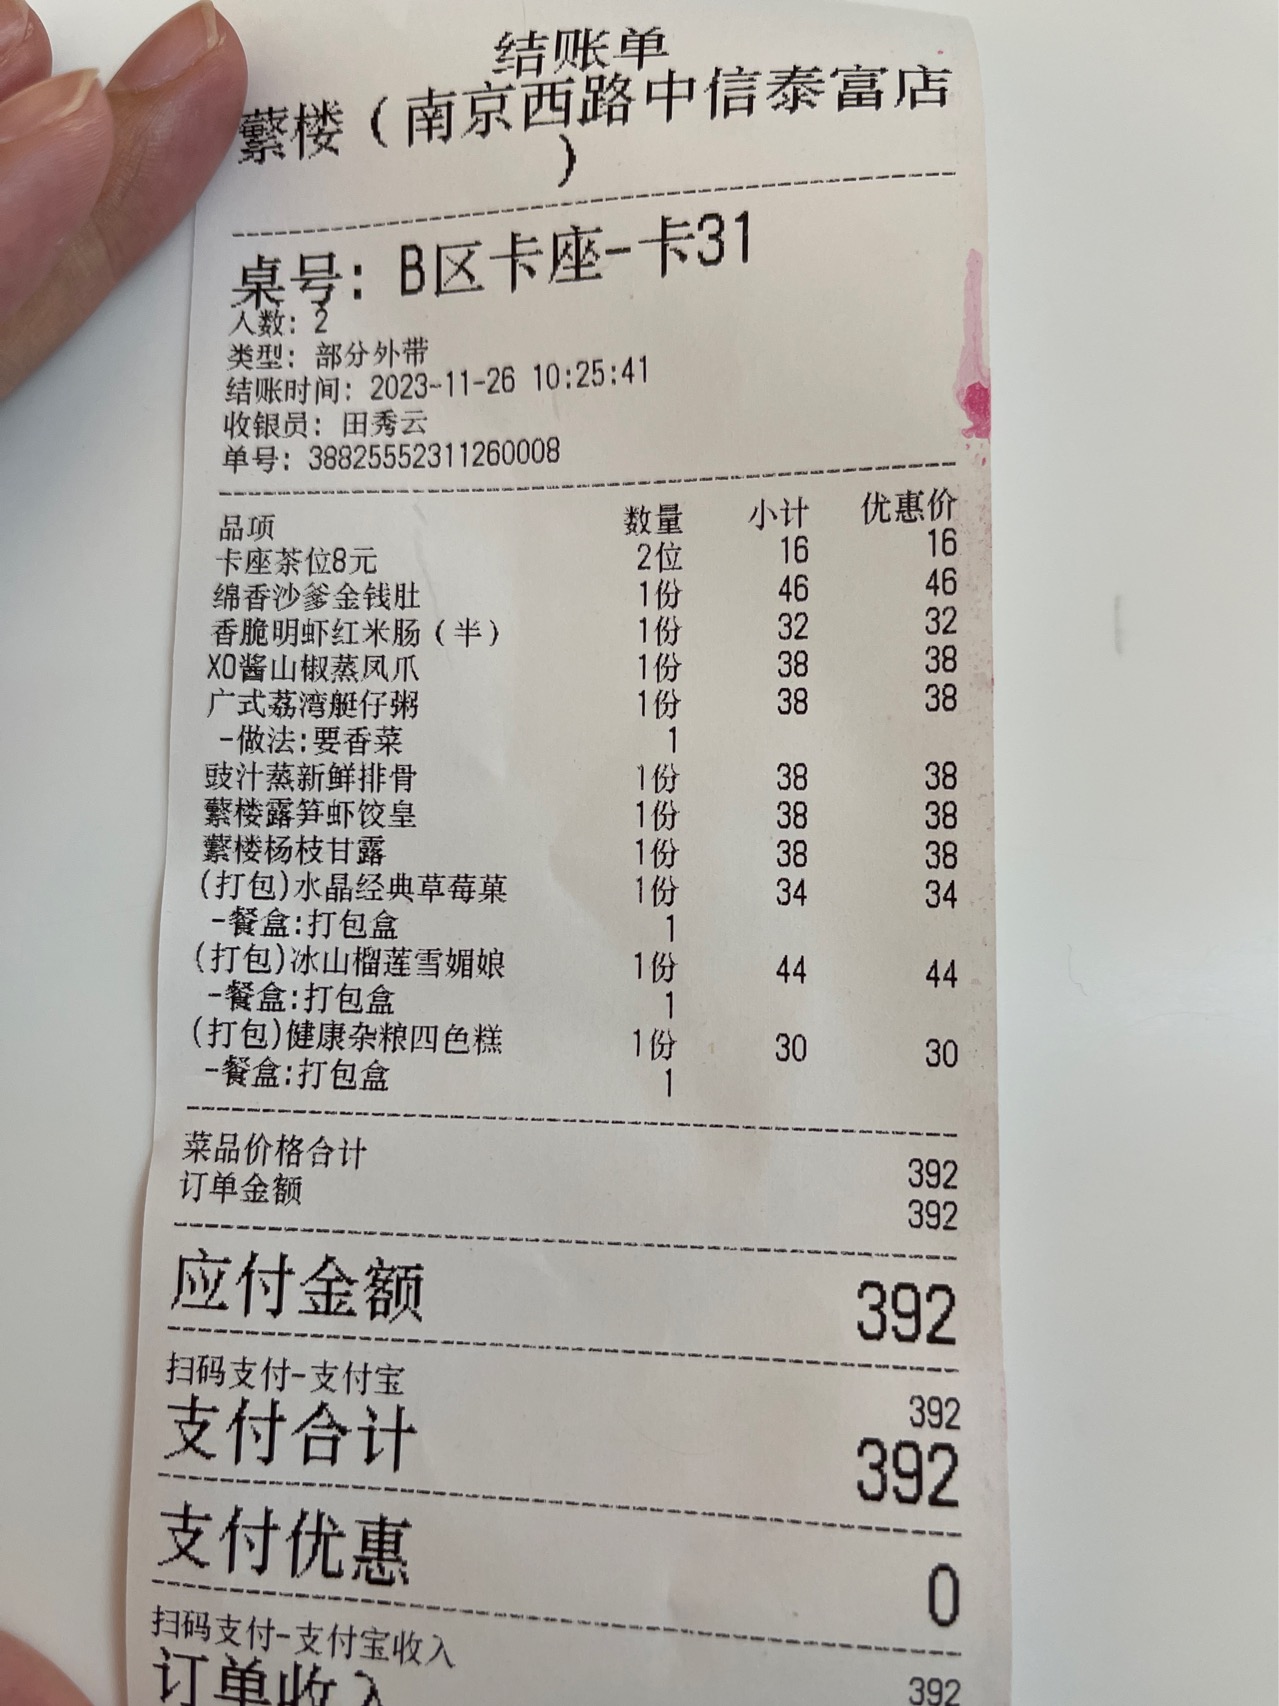 结账单
蘩楼（南京西路中信泰富店
）
桌号：B区卡座-卡31
人数：2
类型：部分外带
结账时间：2023-11-26 10:25:41
收银员：田秀云
单号：38825552311260008
品项 数量 小计 优惠价
卡座茶位8元 2位 16 16
绵香沙爹金钱肚 1份 46 46
香脆明虾红米肠（半） 1份 32 32
XO酱山椒蒸凤爪 1份 38 38
广式荔湾艇仔粥 1份 38 38
-做法:要香菜 1
豉汁蒸新鲜排骨 1份 38 38
蘩楼露笋虾饺皇 1份 38 38
蘩楼杨枝甘露 1份 38 38
(打包)水晶经典草莓菓 1份 34 34
-餐盒:打包盒 1
(打包)冰山榴莲雪媚娘 1份 44 44
-餐盒:打包盒 1
(打包)健康杂粮四色糕 1份 30 30
-餐盒:打包盒 1
菜品价格合计 392
订单金额 392
应付金额 392
扫码支付-支付宝 392
支付合计 392
支付优惠 0
扫码支付-支付宝收入 392
订单收入